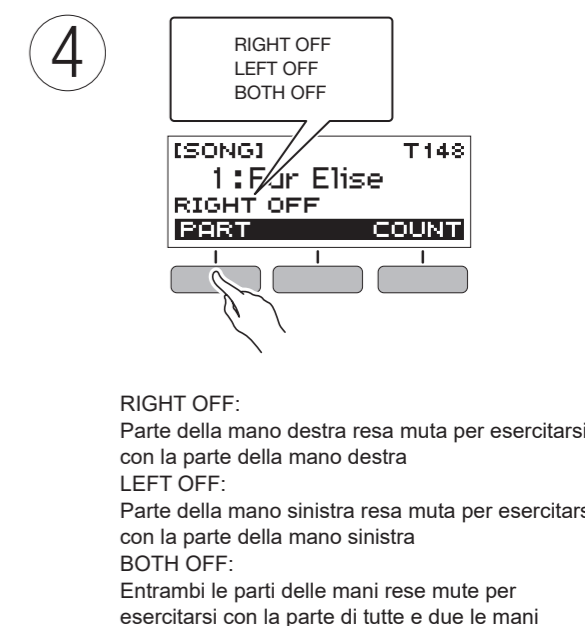 4
RIGHT OFF
LEFT OFF
BOTH OFF
[SONG] T148
1:Für Elise
RIGHT OFF
PART COUNT
RIGHT OFF:
Parte della mano destra resa muta per esercitarsi
con la parte della mano destra
LEFT OFF:
Parte della mano sinistra resa muta per esercitars
con la parte della mano sinistra
BOTH OFF:
Entrambi le parti delle mani rese mute per
esercitarsi con la parte di tutte e due le mani